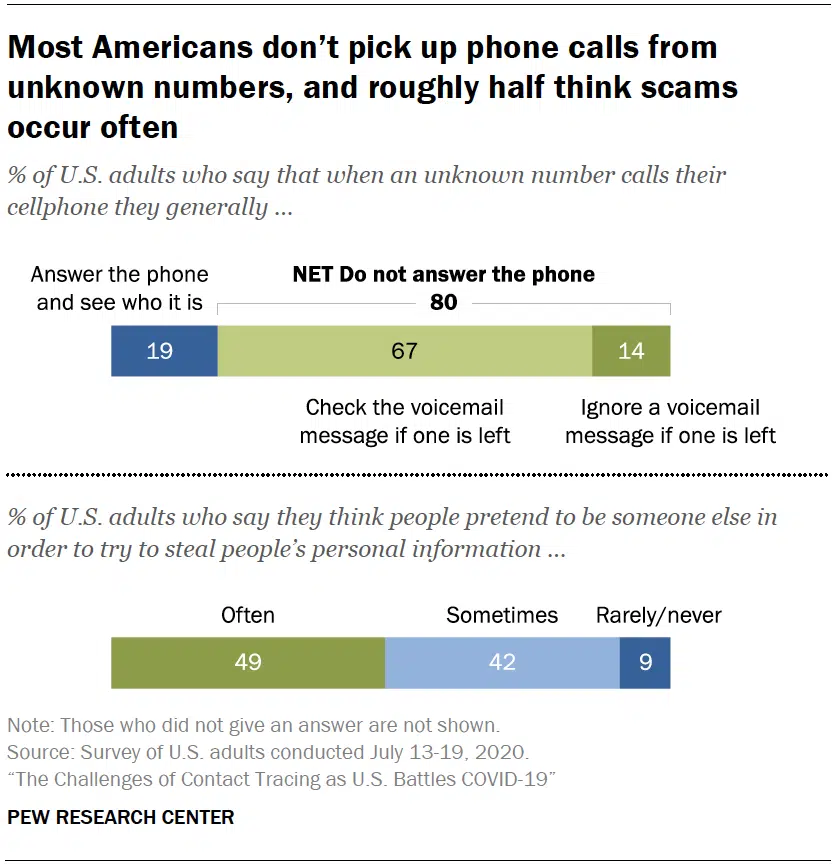 Most Americans don’t pick up phone calls from
unknown numbers, and roughly half think scams
occur often
% of U.S. adults who say that when an unknown number calls their
cellphone they generally ...
Answer the phone
and see who it is
NET Do not answer the phone
80
19
67
14
Check the voicemail
message if one is left
Ignore a voicemail
message if one is left
% of U.S. adults who say they think people pretend to be someone else in
order to try to steal people’s personal information ...
Often
Sometimes
Rarely/never
49
42
9
Note: Those who did not give an answer are not shown.
Source: Survey of U.S. adults conducted July 13-19, 2020.
“The Challenges of Contact Tracing as U.S. Battles COVID-19”
PEW RESEARCH CENTER